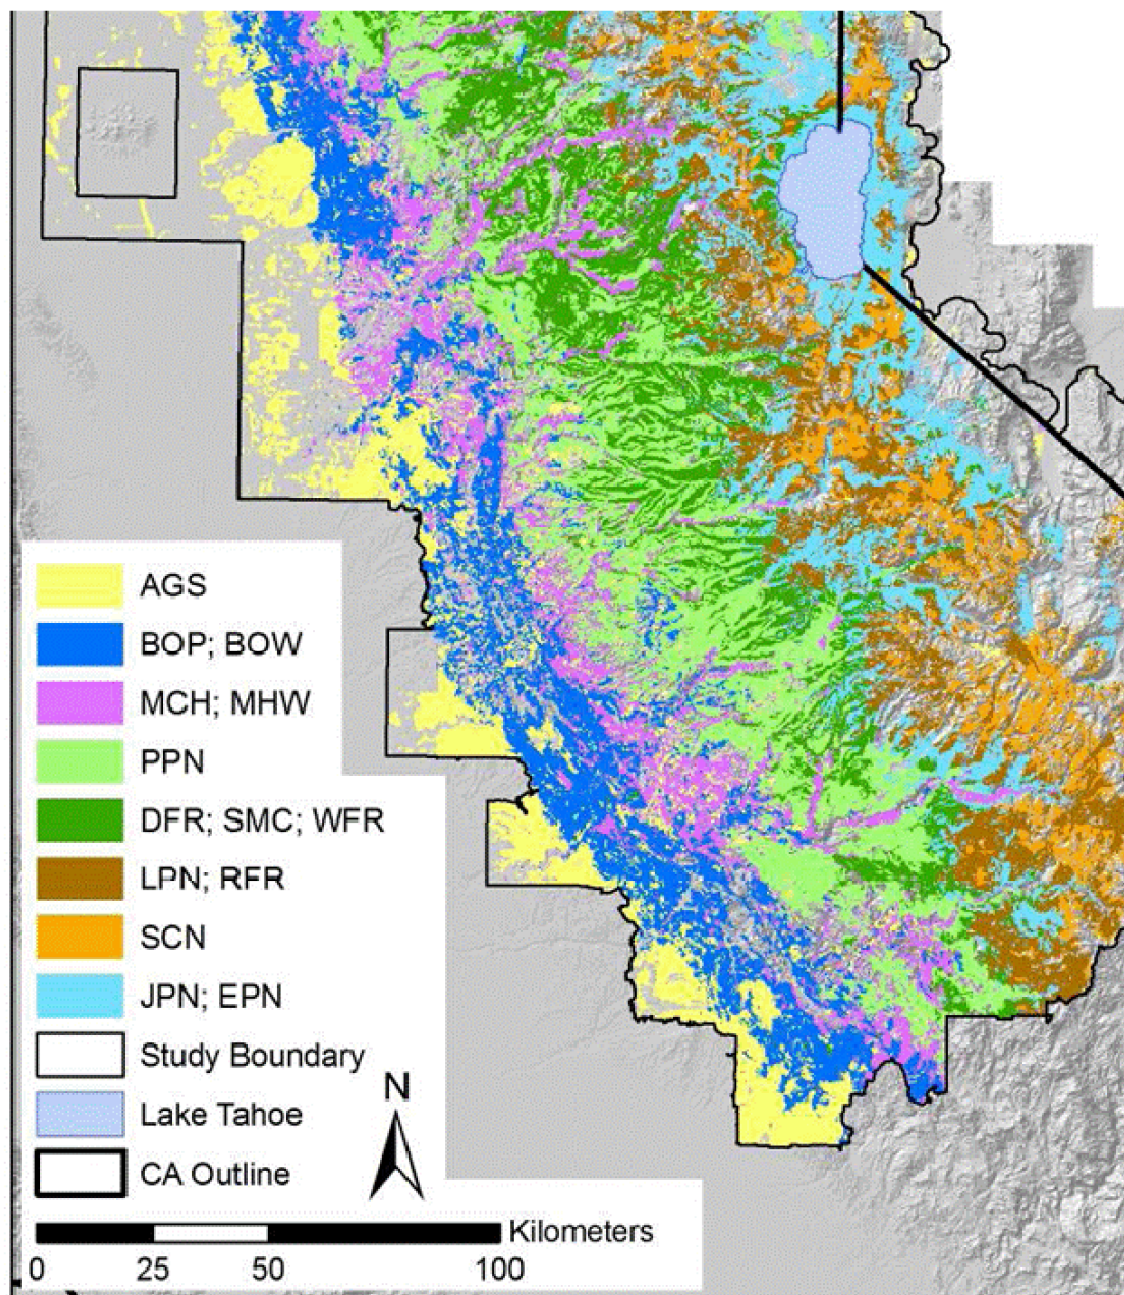 AGS
BOP; BOW
MCH; MHW
PPN
DFR; SMC; WFR
LPN; RFR
SCN
JPN; EPN
Study Boundary
Lake Tahoe
CA Outline
N
Kilometers
0 25 50 100